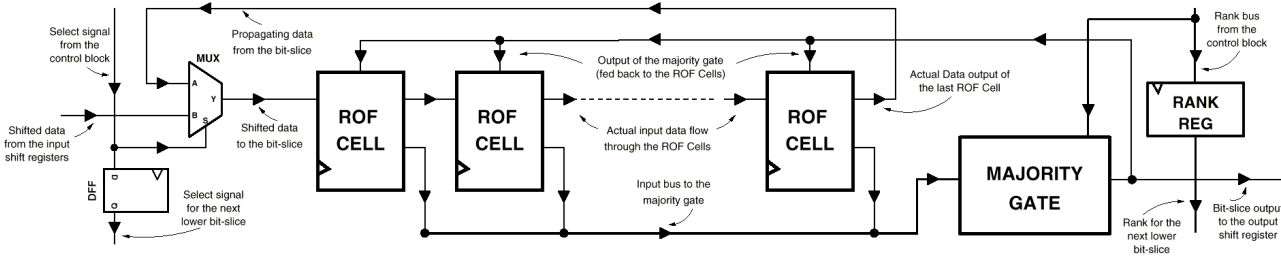 Select signal
from the
control block
Propagating data
from the bit-slice
MUX
A
Y
B
S
Shifted data
from the input
shift registers
DFF
D
Q
Select signal
for the next
lower bit-slice
Shifted data
to the bit-slice
ROF
CELL
ROF
CELL
Output of the majority gate
(fed back to the ROF Cells)
Actual input data flow
through the ROF Cells
Input bus to the
majority gate
ROF
CELL
Actual Data output of
the last ROF Cell
MAJORITY
GATE
Rank bus
from the
control block
RANK
REG
Rank for the
next lower
bit-slice
Bit-slice output
to the output
shift register